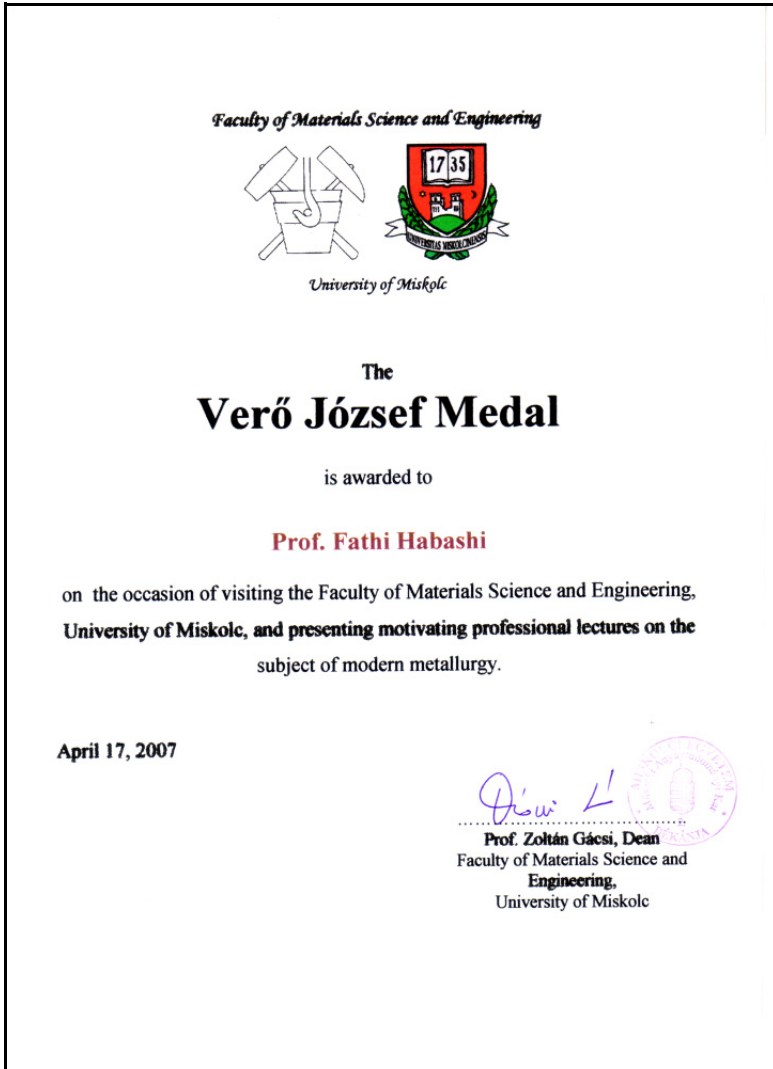 Faculty of Materials Science and Engineering
17 35
UNIVERSITAS MISKOLCINENSIS
University of Miskolc
The
Verő József Medal
is awarded to
Prof. Fathi Habashi
on the occasion of visiting the Faculty of Materials Science and Engineering,
University of Miskolc, and presenting motivating professional lectures on the
subject of modern metallurgy.
April 17, 2007
Prof. Zoltán Gácsi, Dean
Faculty of Materials Science and
Engineering,
University of Miskolc